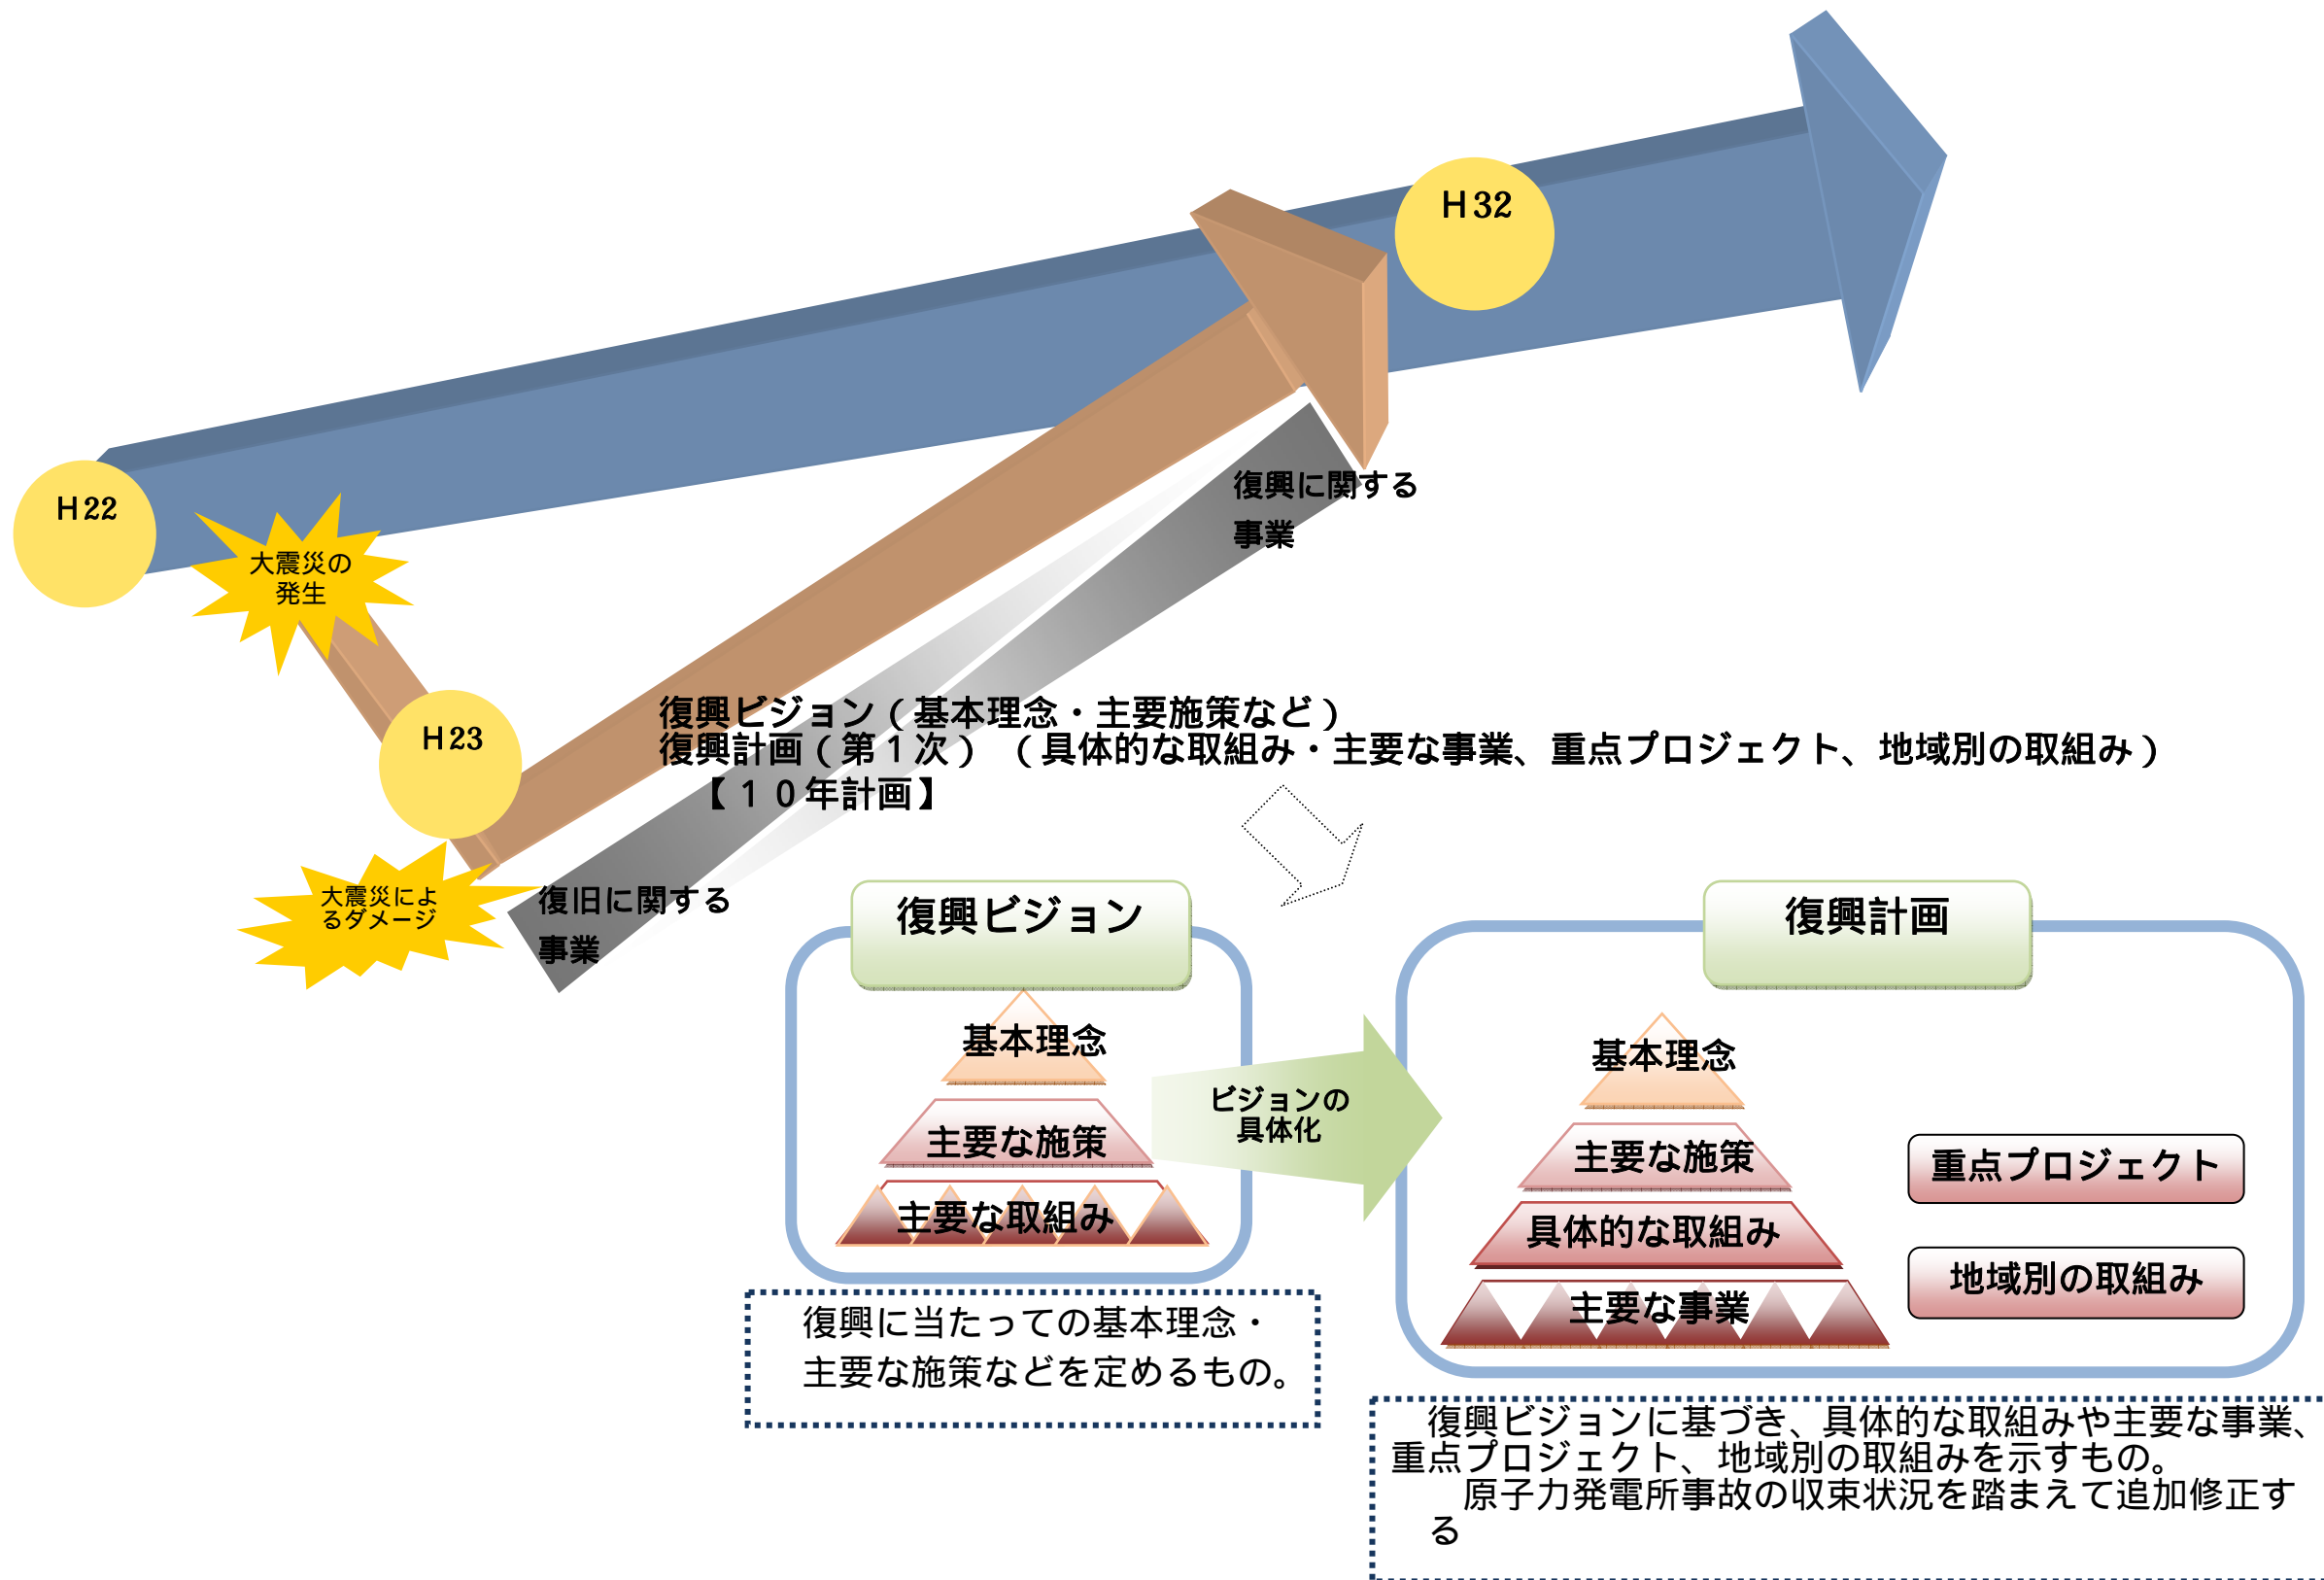 H32
H22
復興に関する
事業
大震災の
発生
H23
復興ビジョン(基本理念・主要施策など)
復興計画(第1次) (具体的な取組み・主要な事業、重点プロジェクト、地域別の取組み)
【10年計画】
大震災によ
るダメージ
復旧に関する
事業
復興ビジョン
復興計画
基本理念
主要な施策
主要な取組み
ビジョンの
具体化
基本理念
主要な施策
具体的な取組み
主要な事業
重点プロジェクト
地域別の取組み
復興に当たっての基本理念・
主要な施策などを定めるもの。
復興ビジョンに基づき、具体的な取組みや主要な事業、
重点プロジェクト、地域別の取組みを示すもの。
原子力発電所事故の収束状況を踏まえて追加修正す
る